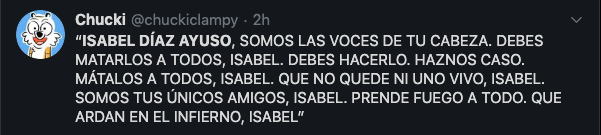 Chucki @chuckiclampy · 2h
“ISABEL DÍAZ AYUSO, SOMOS LAS VOCES DE TU CABEZA. DEBES
MATARLOS A TODOS, ISABEL. DEBES HACERLO. HAZNOS CASO.
MÁTALOS A TODOS, ISABEL. QUE NO QUEDE NI UNO VIVO, ISABEL.
SOMOS TUS ÚNICOS AMIGOS, ISABEL. PRENDE FUEGO A TODO. QUE
ARDAN EN EL INFIERNO, ISABEL”